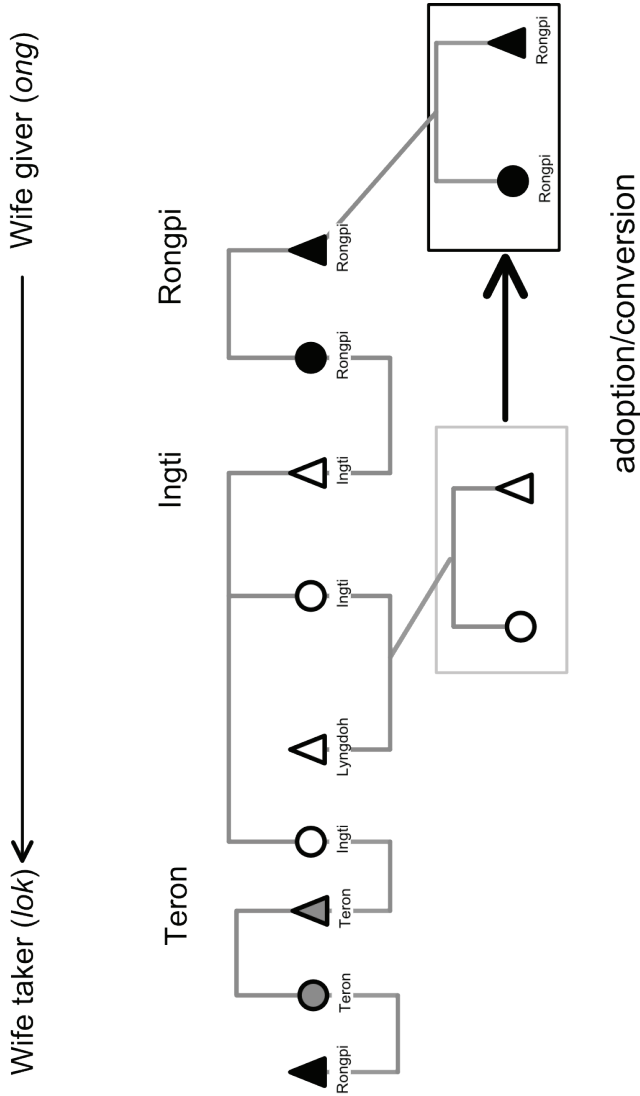 Wife taker (lok)
Wife giver (ong)
Teron
Ingti
Rongpi
Rongpi
Teron
Teron
Ingti
Lyngdoh
Ingti
Ingti
Rongpi
Rongpi
Rongpi
Rongpi
adoption/conversion